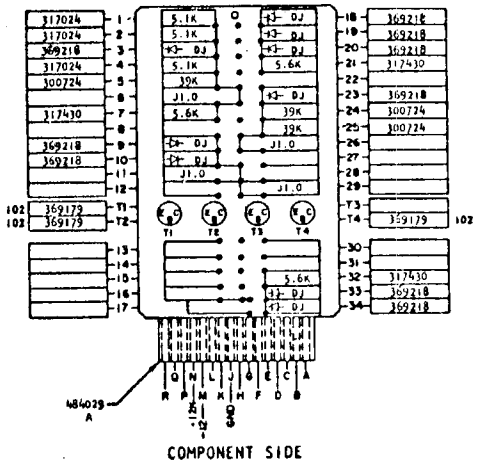 317024 1 5.1K DJ 18 369218
317024 2 5.1K DJ 19 369218
369218 3 DJ DJ 20 369218
317024 4 5.1K 5.6K 21 317430
300724 5 39K 22
6 J1.0 DJ 23 369218
317430 7 5.6K 39K 24 300724
8 39K 25 300724
369218 9 DJ J1.0 26
369218 10 DJ 27
11 J1.0 28
12 J1.0 29
102 369179 T1 E B C E B C E B C E B C T3
102 369179 T2 T1 T2 T3 T4 T4 369179 102
13 30
14 31
15 5.6K 32 317430
16 DJ 33 369218
17 DJ 34 369218
484029
A
Q N L J G E C A
R P M K H F D B
-12M
+12
GND
COMPONENT SIDE